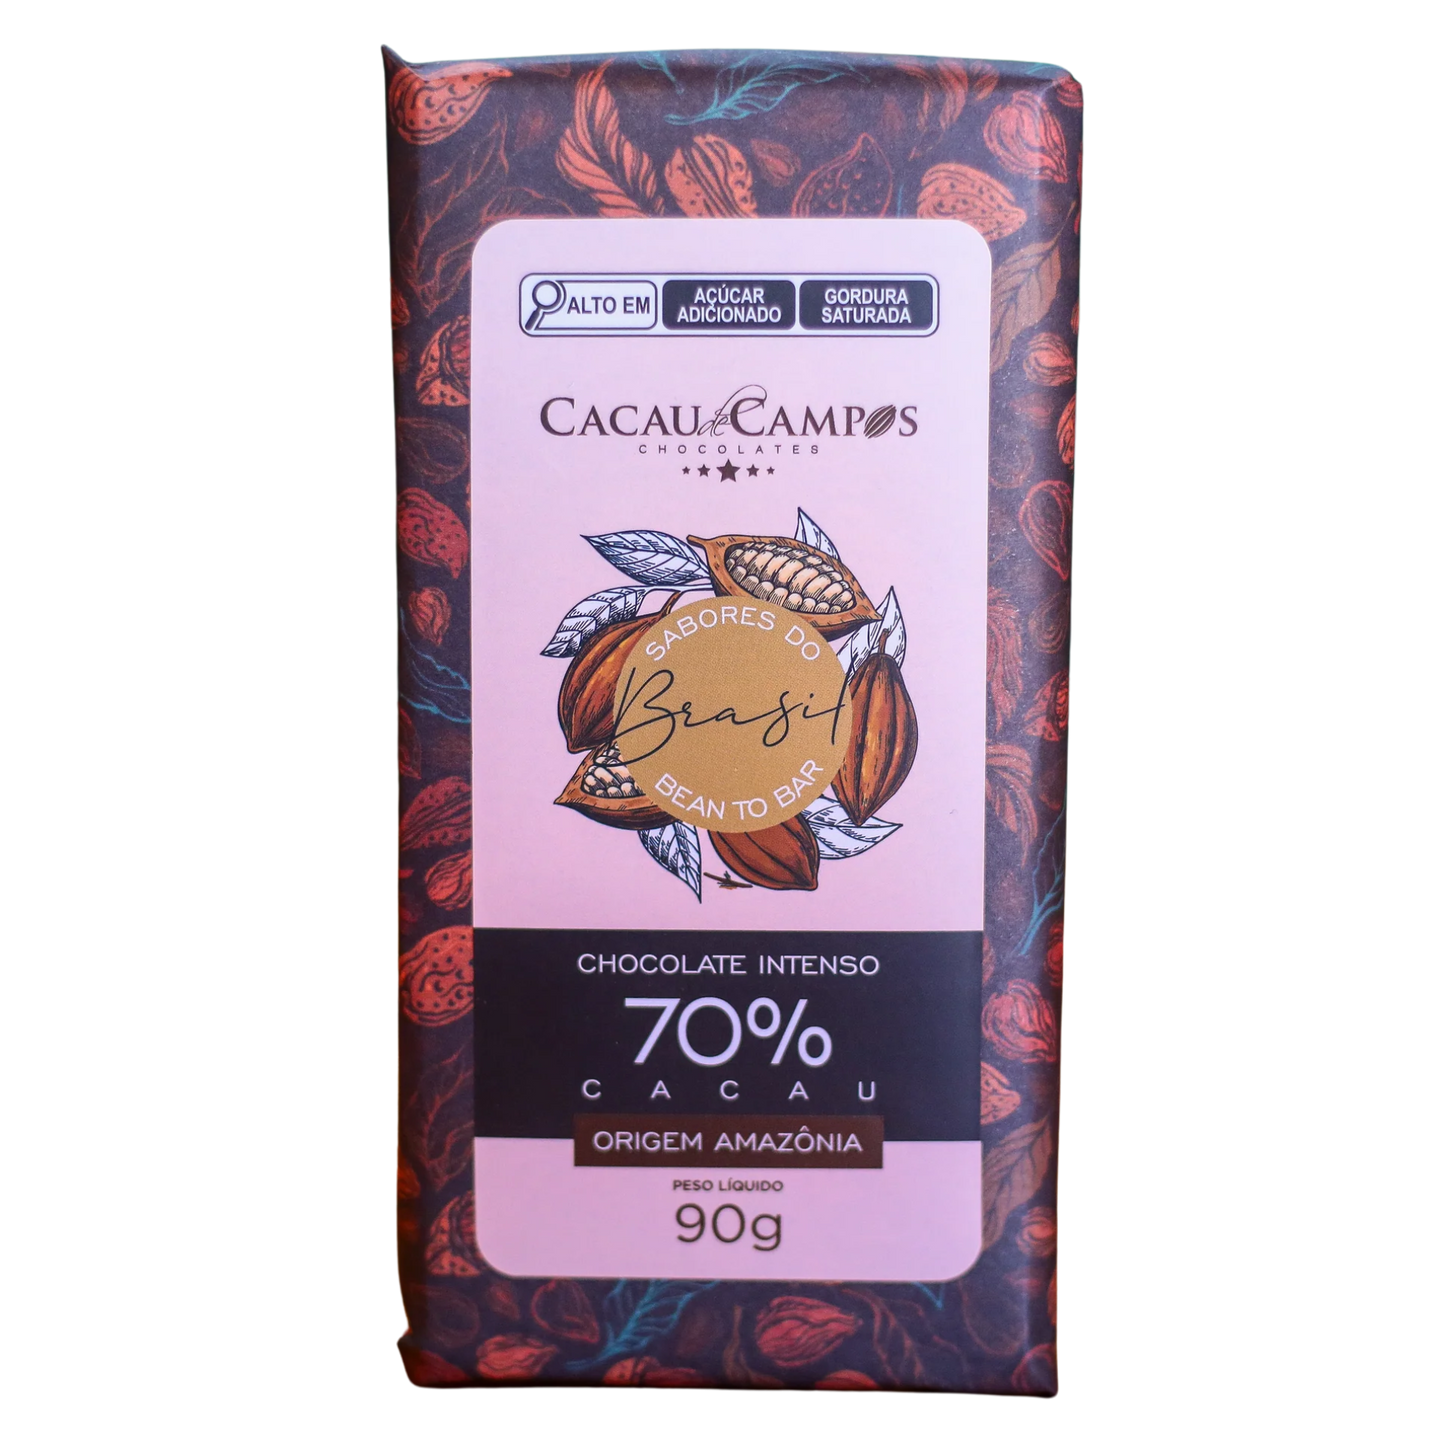 ALTO EM
AÇÚCAR
ADICIONADO
GORDURA
SATURADA
CACAU de CAMPOS
CHOCOLATES
SABORES DO
Brasil
BEAN TO BAR
CHOCOLATE INTENSO
70%
CACAU
ORIGEM AMAZÔNIA
PESO LÍQUIDO
90g